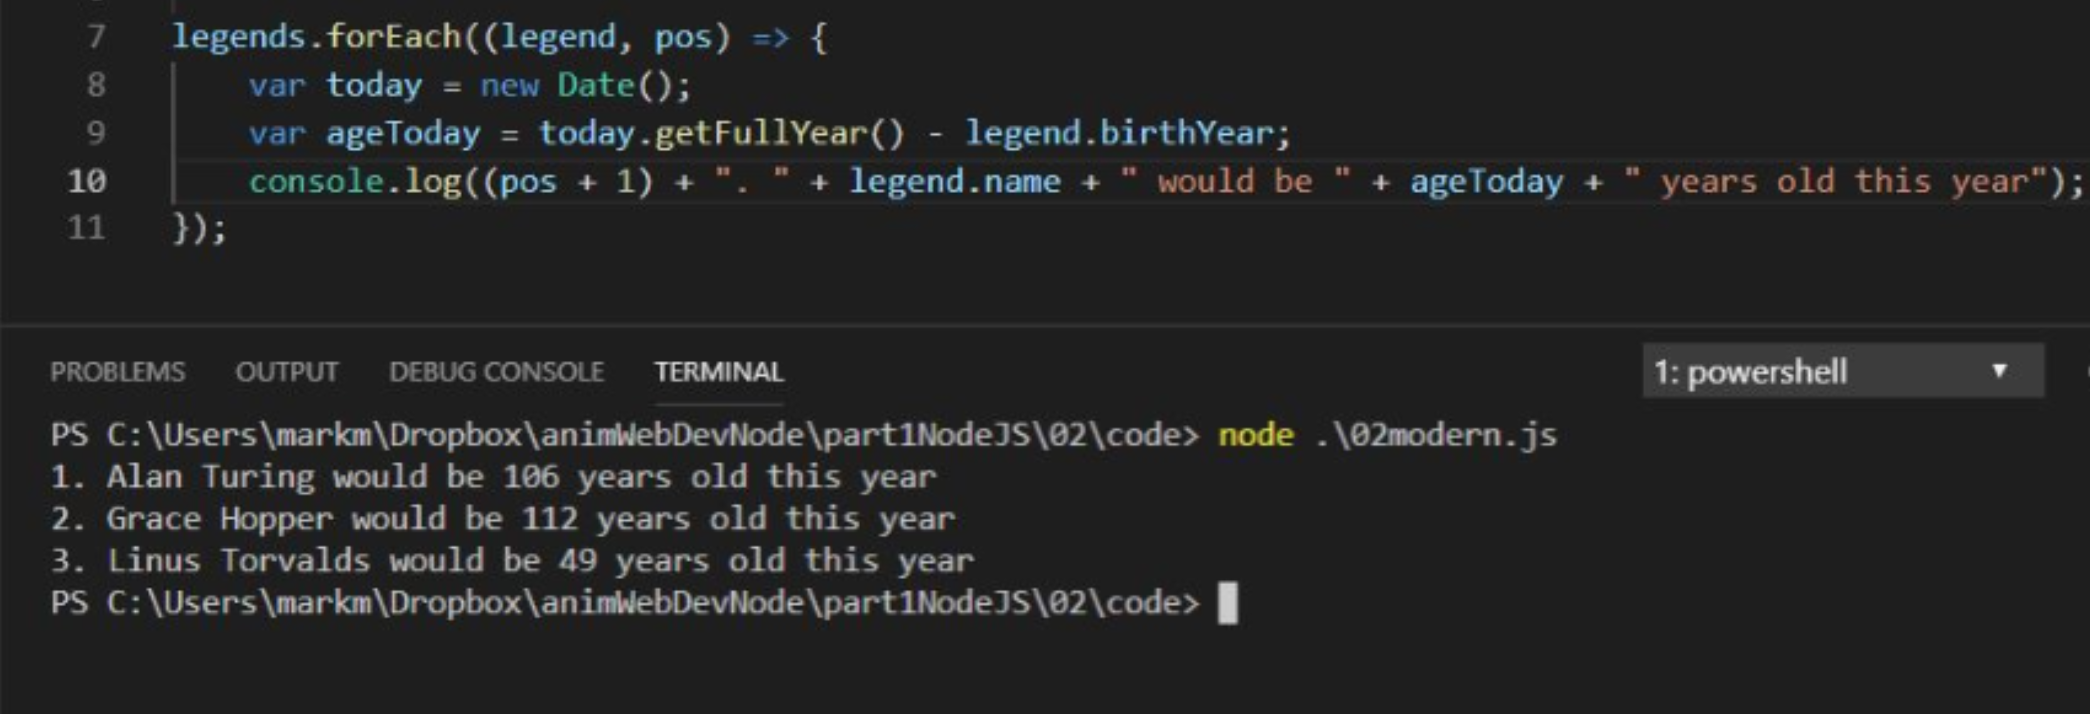 7 legends.forEach((legend, pos) => {
8 var today = new Date();
9 var ageToday = today.getFullYear() - legend.birthYear;
10 console.log((pos + 1) + ". " + legend.name + " would be " + ageToday + " years old this year");
11 });
PROBLEMS OUTPUT DEBUG CONSOLE TERMINAL 1: powershell
PS C:\Users\markm\Dropbox\animWebDevNode\part1NodeJS\02\code> node .\02modern.js
1. Alan Turing would be 106 years old this year
2. Grace Hopper would be 112 years old this year
3. Linus Torvalds would be 49 years old this year
PS C:\Users\markm\Dropbox\animWebDevNode\part1NodeJS\02\code>